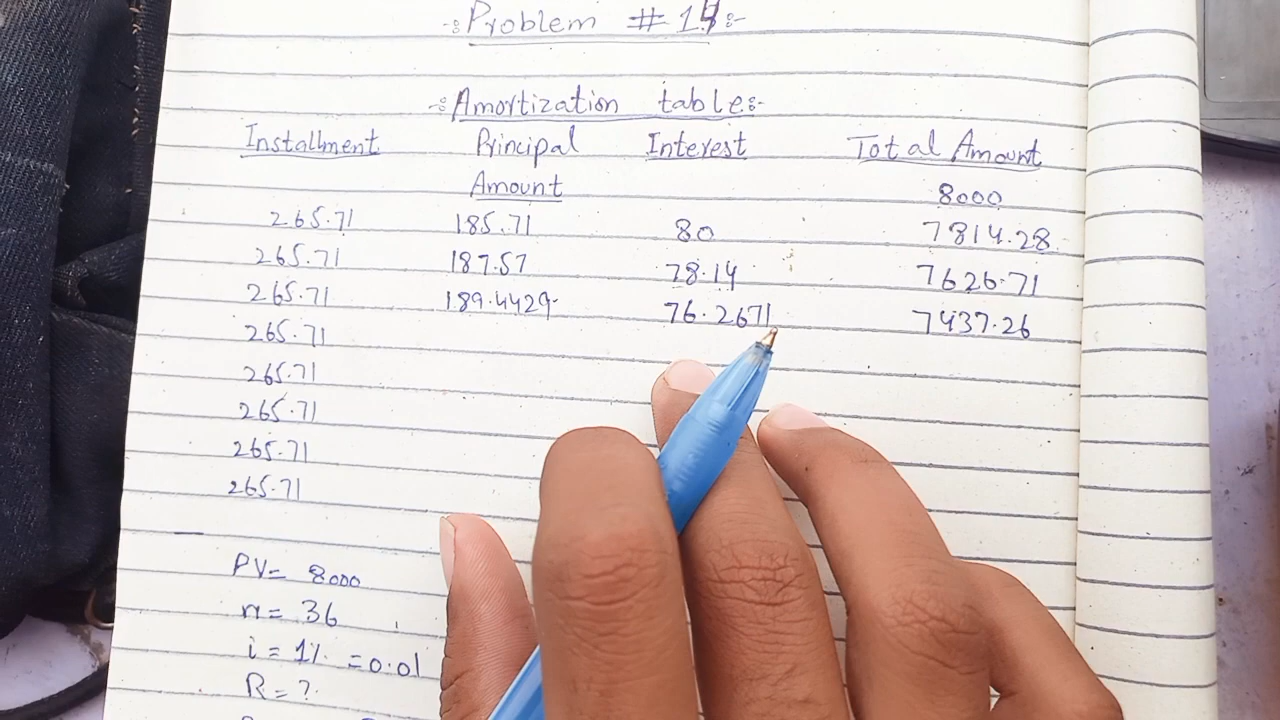 -:Problem #14:-
-:Amortization table:-
Installment Principal Interest Total Amount
Amount 8000
265.71 185.71 80 7814.28
265.71 187.57 78.14 7626.71
265.71 189.4429 76.2671 7437.26
265.71
265.71
265.71
265.71
265.71
PV= 8000
n= 36
i = 1% =0.01
R= ?